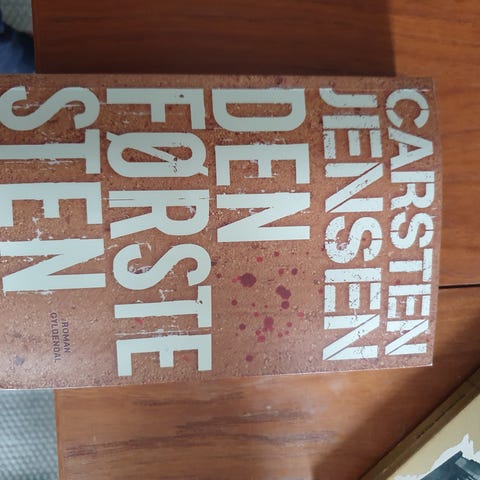 CARSTEN
JENSEN
DEN
FØRSTE
STEN
ROMAN
GYLDENDAL